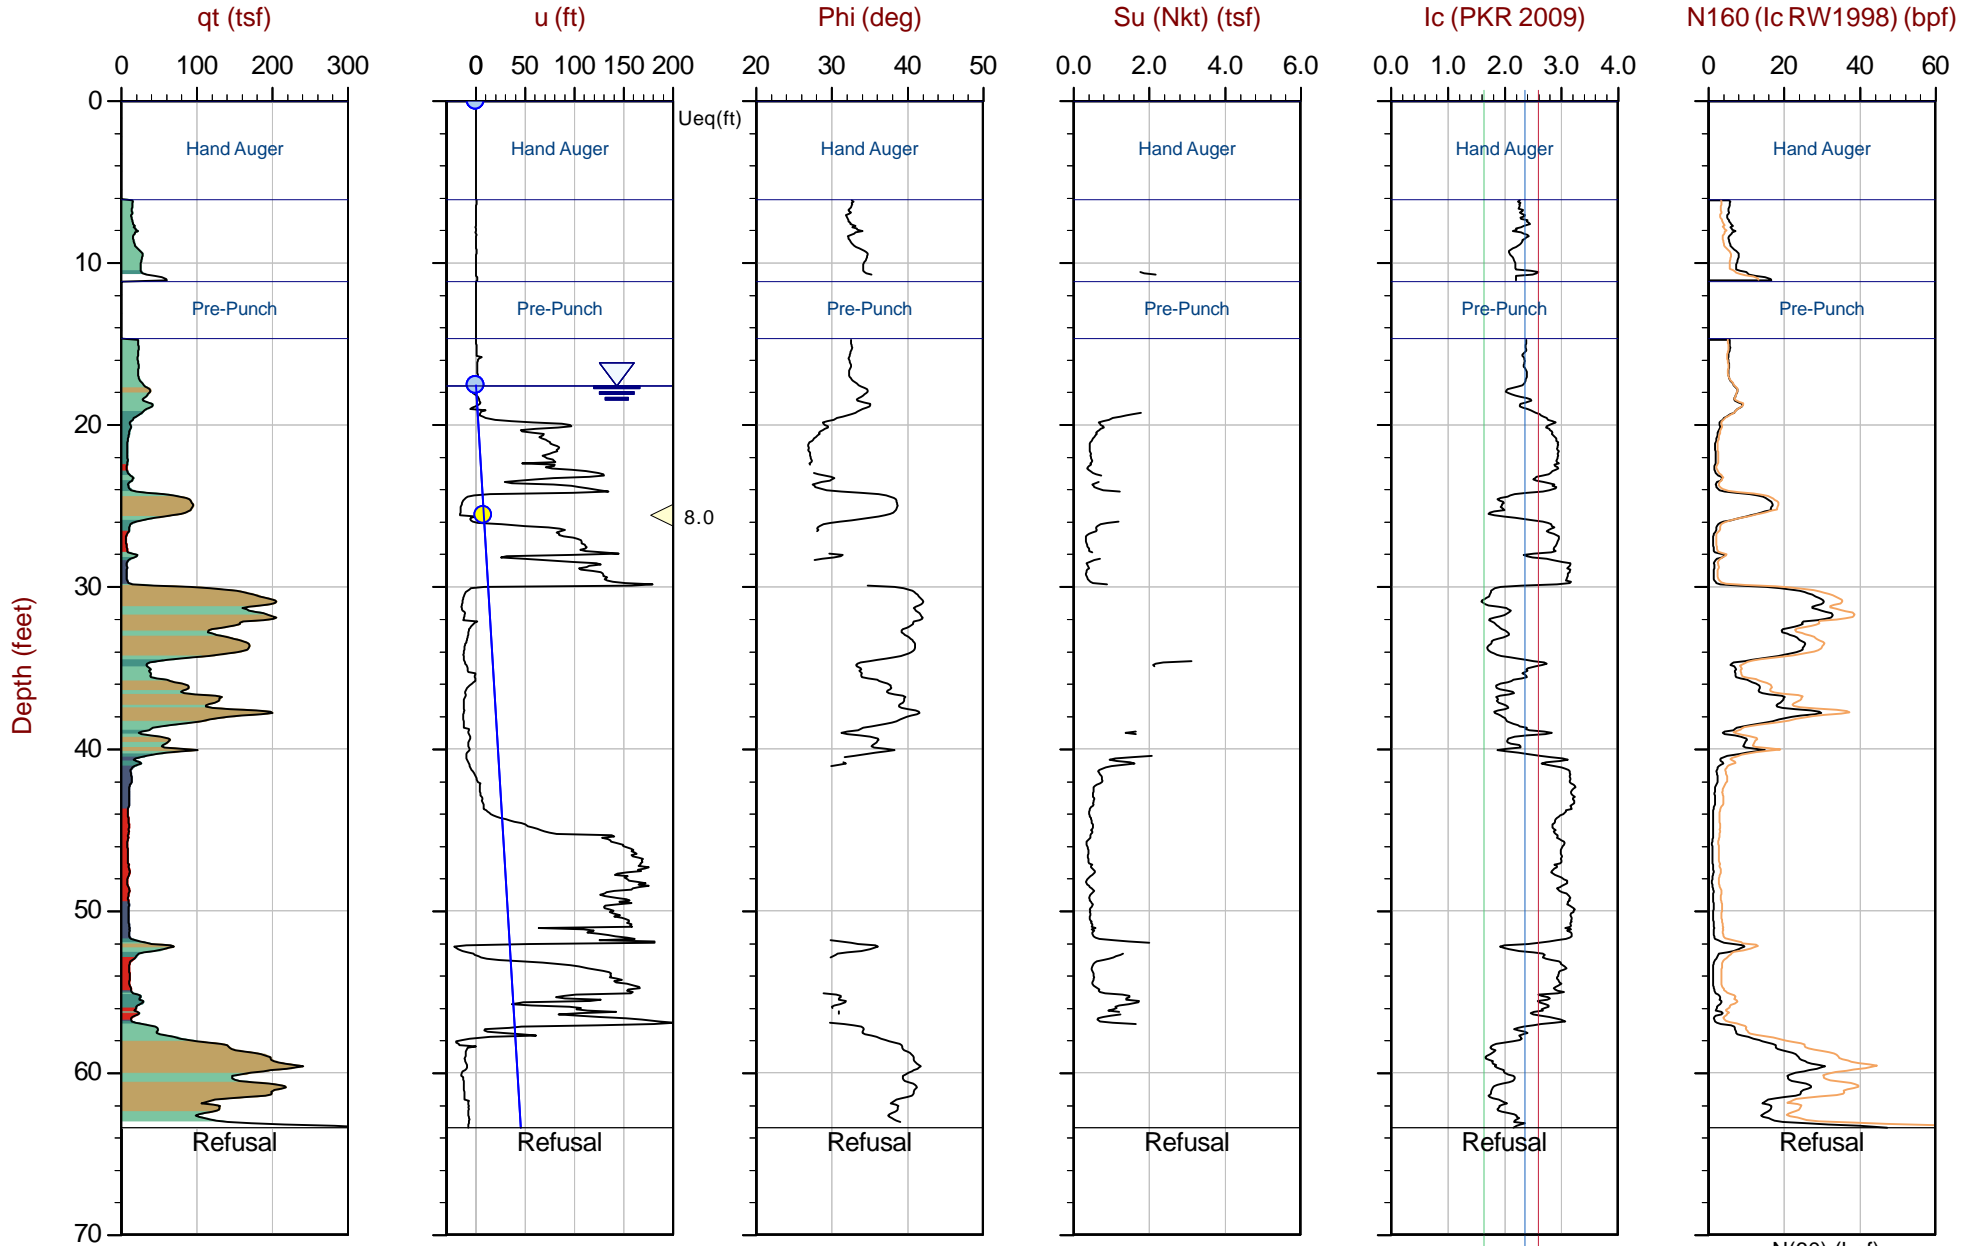 qt (tsf) u (ft) Phi (deg) Su (Nkt) (tsf) Ic (PKR 2009) N160 (Ic RW1998) (bpf)
0 100 200 300 0 50 100 150 200 20 30 40 50 0.0 2.0 4.0 6.0 0.0 1.0 2.0 3.0 4.0 0 20 40 60
0
Ueq(ft)
Hand Auger Hand Auger Hand Auger Hand Auger Hand Auger Hand Auger
10
Pre-Punch Pre-Punch Pre-Punch Pre-Punch Pre-Punch Pre-Punch
20
8.0
30
Depth (feet)
40
50
60
Refusal Refusal Refusal Refusal Refusal Refusal
70